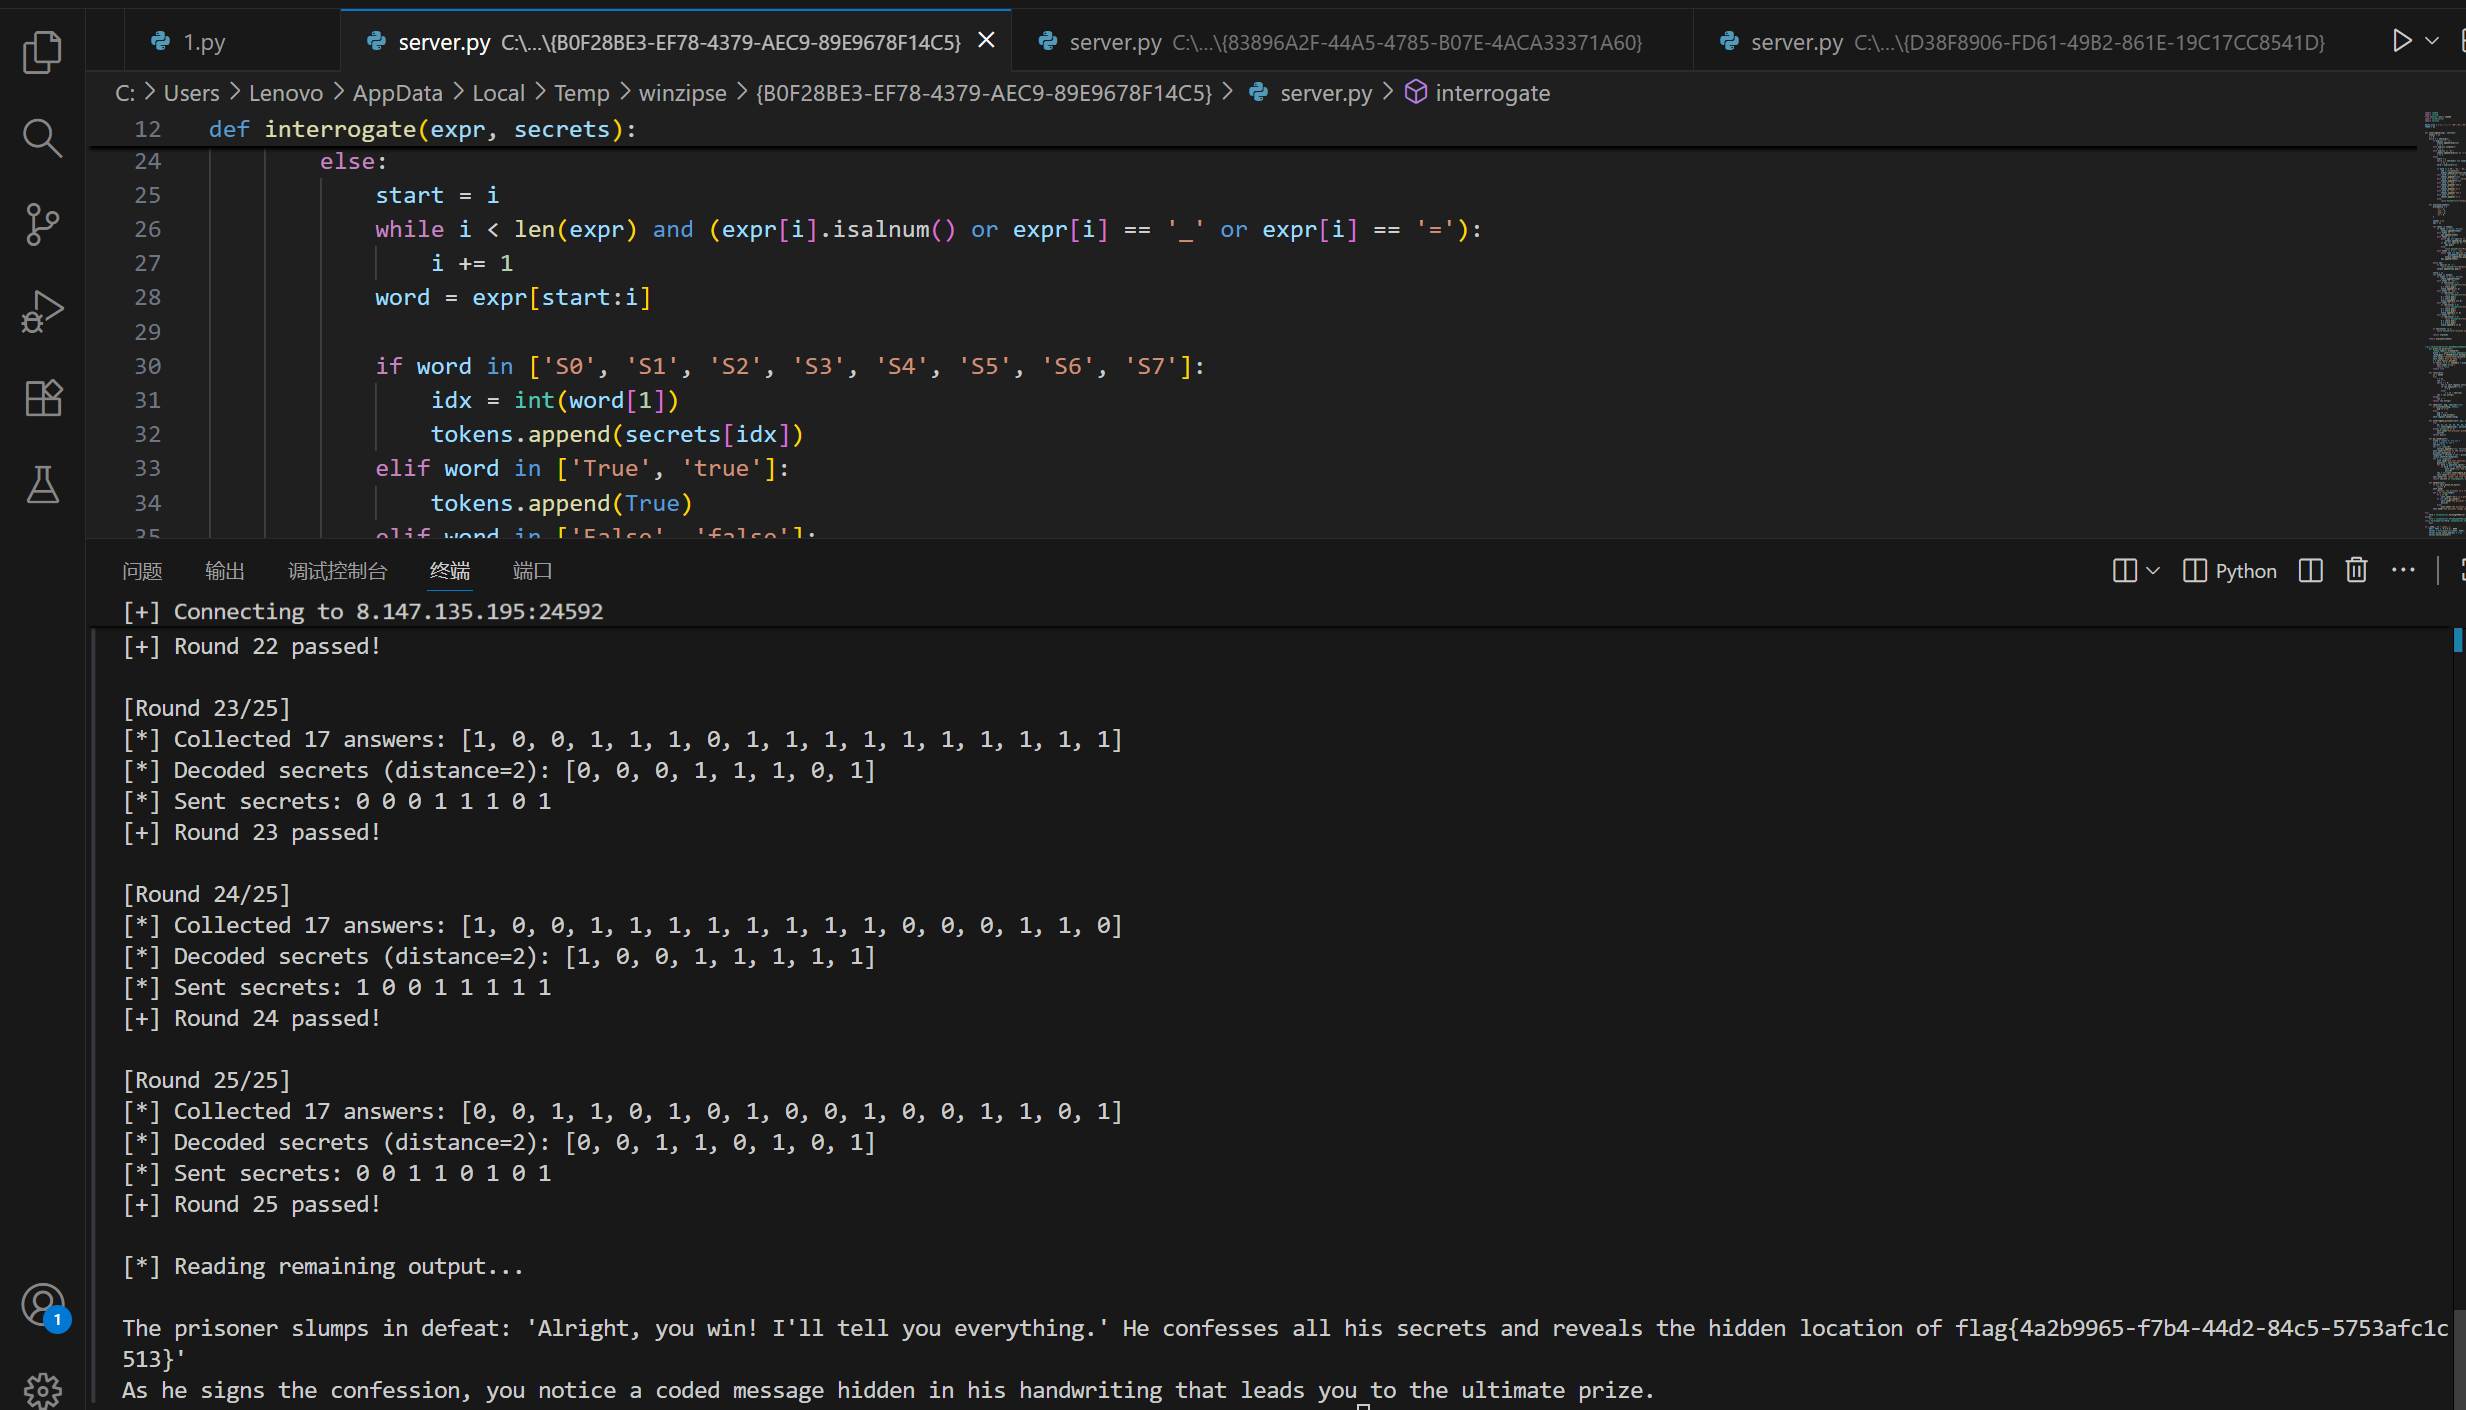 1.py
server.py C:\...\{B0F28BE3-EF78-4379-AEC9-89E9678F14C5}
server.py C:\...\{83896A2F-44A5-4785-B07E-4ACA33371A60}
server.py C:\...\{D38F8906-FD61-49B2-861E-19C17CC8541D}
C: > Users > Lenovo > AppData > Local > Temp > winzipse > {B0F28BE3-EF78-4379-AEC9-89E9678F14C5} > server.py > interrogate
12 def interrogate(expr, secrets):
24 else:
25 start = i
26 while i < len(expr) and (expr[i].isalnum() or expr[i] == '_' or expr[i] == '='):
27 i += 1
28 word = expr[start:i]
29
30 if word in ['S0', 'S1', 'S2', 'S3', 'S4', 'S5', 'S6', 'S7']:
31 idx = int(word[1])
32 tokens.append(secrets[idx])
33 elif word in ['True', 'true']:
34 tokens.append(True)
35 elif word in ['False', 'false']:
问题 输出 调试控制台 终端 端口
Python
[+] Connecting to 8.147.135.195:24592
[+] Round 22 passed!
[Round 23/25]
[*] Collected 17 answers: [1, 0, 0, 1, 1, 1, 0, 1, 1, 1, 1, 1, 1, 1, 1, 1, 1]
[*] Decoded secrets (distance=2): [0, 0, 0, 1, 1, 1, 0, 1]
[*] Sent secrets: 0 0 0 1 1 1 0 1
[+] Round 23 passed!
[Round 24/25]
[*] Collected 17 answers: [1, 0, 0, 1, 1, 1, 1, 1, 1, 1, 1, 0, 0, 0, 1, 1, 0]
[*] Decoded secrets (distance=2): [1, 0, 0, 1, 1, 1, 1, 1]
[*] Sent secrets: 1 0 0 1 1 1 1 1
[+] Round 24 passed!
[Round 25/25]
[*] Collected 17 answers: [0, 0, 1, 1, 0, 1, 0, 1, 0, 0, 1, 0, 0, 1, 1, 0, 1]
[*] Decoded secrets (distance=2): [0, 0, 1, 1, 0, 1, 0, 1]
[*] Sent secrets: 0 0 1 1 0 1 0 1
[+] Round 25 passed!
[*] Reading remaining output...
The prisoner slumps in defeat: 'Alright, you win! I'll tell you everything.' He confesses all his secrets and reveals the hidden location of flag{4a2b9965-f7b4-44d2-84c5-5753afc1c
513}'
As he signs the confession, you notice a coded message hidden in his handwriting that leads you to the ultimate prize.
1